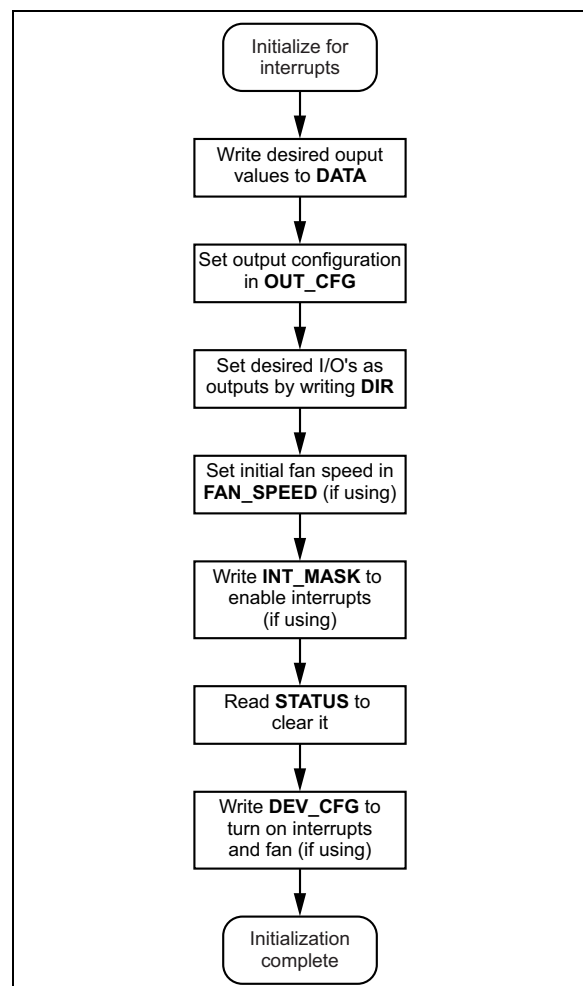 Initialize for
interrupts
Write desired ouput
values to DATA
Set output configuration
in OUT_CFG
Set desired I/O's as
outputs by writing DIR
Set initial fan speed in
FAN_SPEED (if using)
Write INT_MASK to
enable interrupts
(if using)
Read STATUS to
clear it
Write DEV_CFG to
turn on interrupts
and fan (if using)
Initialization
complete